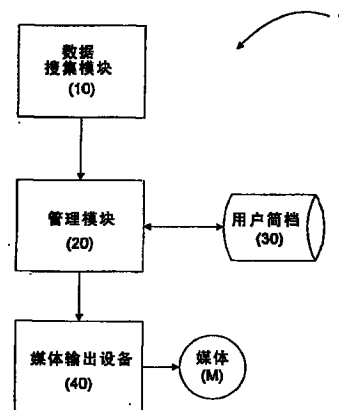 数据
搜集模块
(10)
管理模块
(20)
用户简档
(30)
媒体输出设备
(40)
媒体
(M)